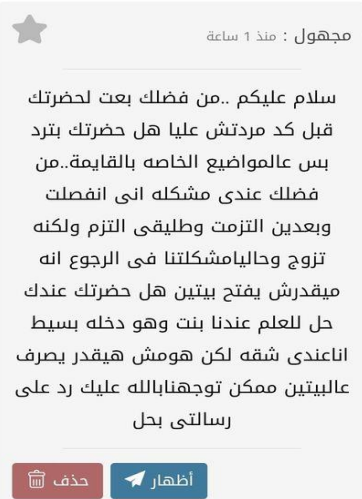 مجهول : منذ 1 ساعة
سلام عليكم ..من فضلك بعت لحضرتك
قبل كد مردتش عليا هل حضرتك بترد
بس عالمواضيع الخاصه بالقايمة..من
فضلك عندى مشكله انى انفصلت
وبعدين التزمت وطليقى التزم ولكنه
تزوج وحاليامشكلتنا فى الرجوع انه
ميقدرش يفتح بيتين هل حضرتك عندك
حل للعلم عندنا بنت وهو دخله بسيط
اناعندى شقه لكن هومش هيقدر يصرف
عالبيتين ممكن توجهنابالله عليك رد على
رسالتى بحل
أظهار
حذف